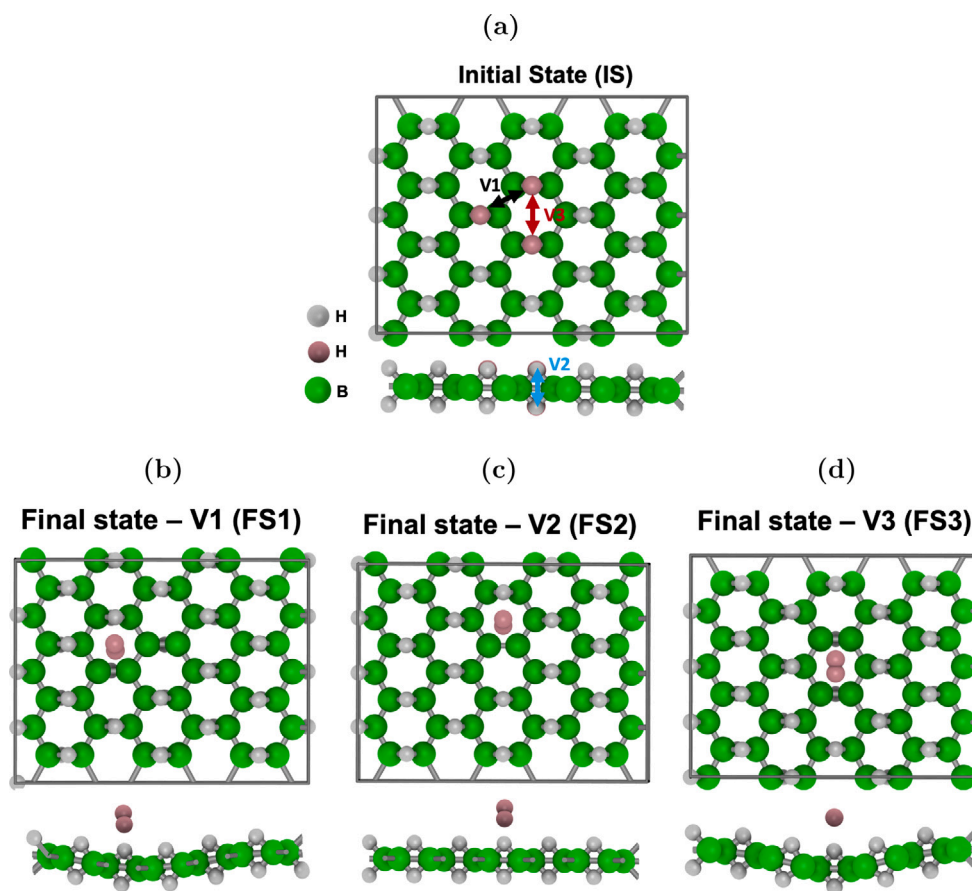 (a)
Initial State (IS)
V1
V3
H
H
B
V2
(b)
(c)
(d)
Final state – V1 (FS1)
Final state – V2 (FS2)
Final state – V3 (FS3)